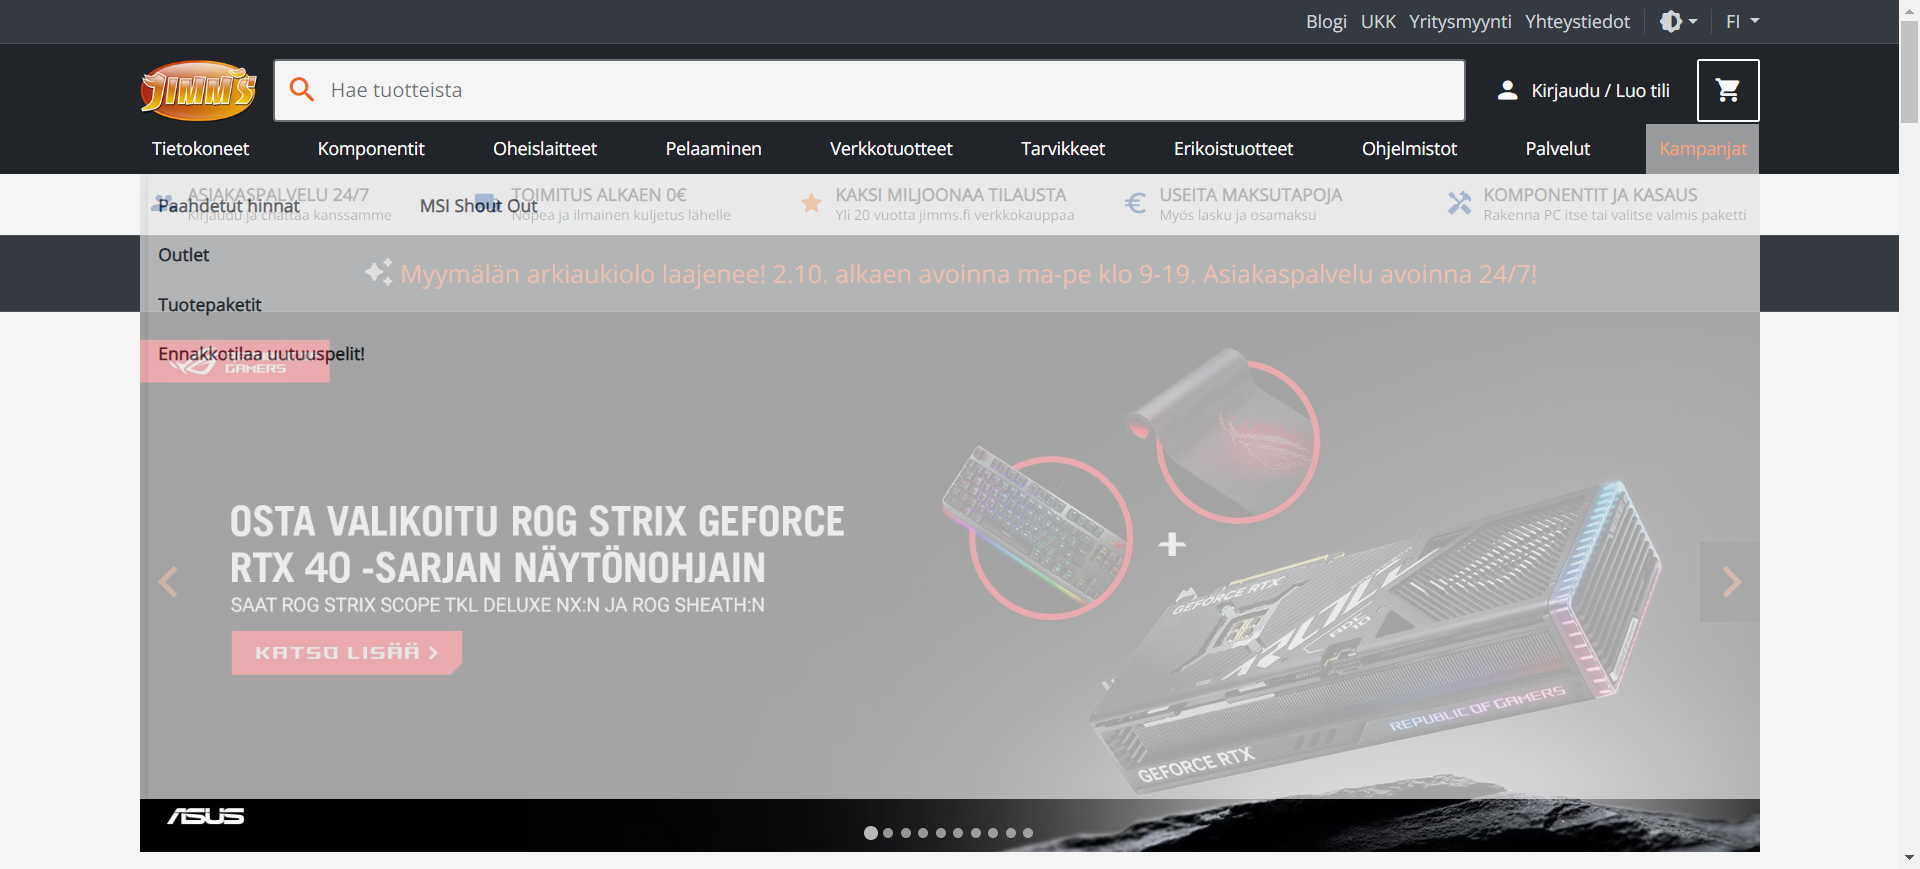 Blogi UKK Yritysmyynti Yhteystiedot FI
JIMM'S
Hae tuotteista
Kirjaudu / Luo tili
Tietokoneet Komponentit Oheislaitteet Pelaaminen Verkkotuotteet Tarvikkeet Erikoistuotteet Ohjelmistot Palvelut Kampanjat
ASIAKASPALVELU 24/7
Kirjaudu ja chattaa kanssamme
TOIMITUS ALKAEN 0€
Nopea ja ilmainen kuljetus lähelle
KAKSI MILJOONAA TILAUSTA
Yli 20 vuotta jimms.fi verkkokauppaa
USEITA MAKSUTAPOJA
Myös lasku ja osamaksu
KOMPONENTIT JA KASAUS
Rakenna PC itse tai valitse valmis paketti
Paahdetut hinnat
MSI Shout Out
Outlet
Tuotepaketit
Ennakkotilaa uutuuspelit!
Myymälän arkiaukiolo laajenee! 2.10. alkaen avoinna ma-pe klo 9-19. Asiakaspalvelu avoinna 24/7!
GAMERS
OSTA VALIKOITU ROG STRIX GEFORCE
RTX 40 -SARJAN NÄYTÖNOHJAIN
SAAT ROG STRIX SCOPE TKL DELUXE NX:N JA ROG SHEATH:N
KATSO LISÄÄ >
GEFORCE RTX
REPUBLIC OF GAMERS
GEFORCE RTX
ASUS